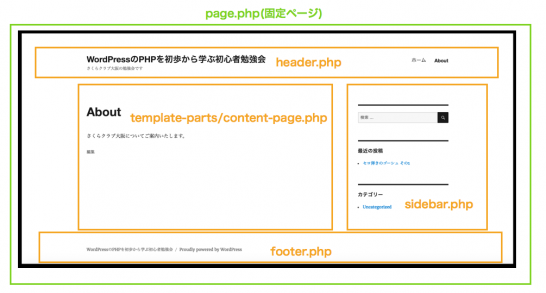 page.php(固定ページ)
WordPressのPHPを初歩から学ぶ初心者勉強会
header.php
ホーム
About
さくらクラブ大阪の勉強会です
About
template-parts/content-page.php
さくらクラブ大阪についてご案内いたします。
編集
検索 …
最近の投稿
カテゴリー
Uncategorized
sidebar.php
WordPressのPHPを初歩から学ぶ初心者勉強会 / Proudly powered by WordPress
footer.php